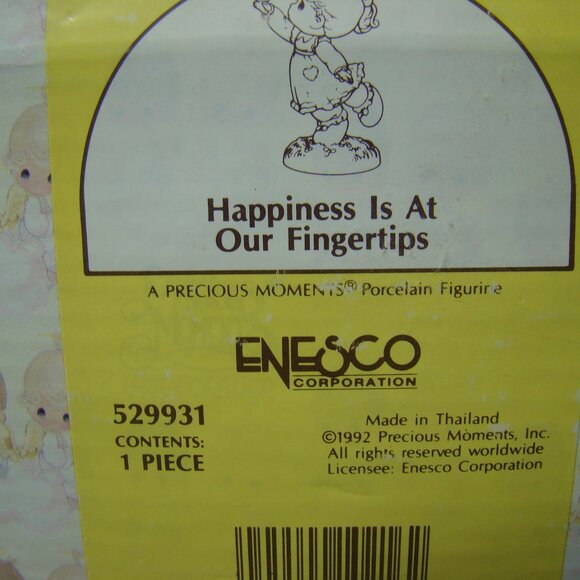 Happiness Is At
Our Fingertips
A PRECIOUS MOMENTS® Porcelain Figurine
ENESCO
CORPORATION
529931
CONTENTS:
1 PIECE
Made in Thailand
©1992 Precious Moments, Inc.
All rights reserved worldwide
Licensee: Enesco Corporation